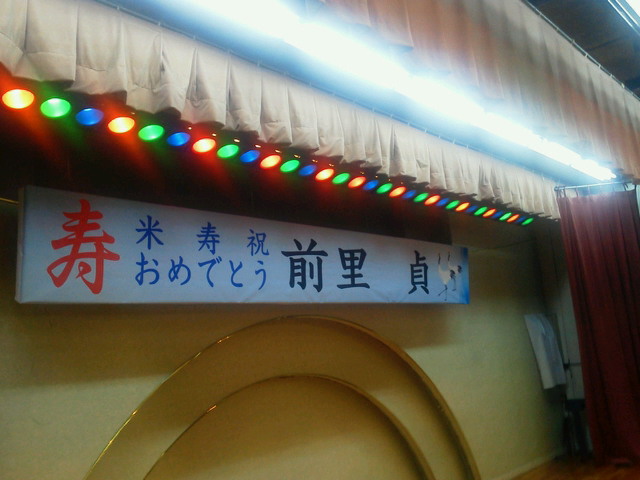 寿
米寿祝
おめでとう
前里 貞